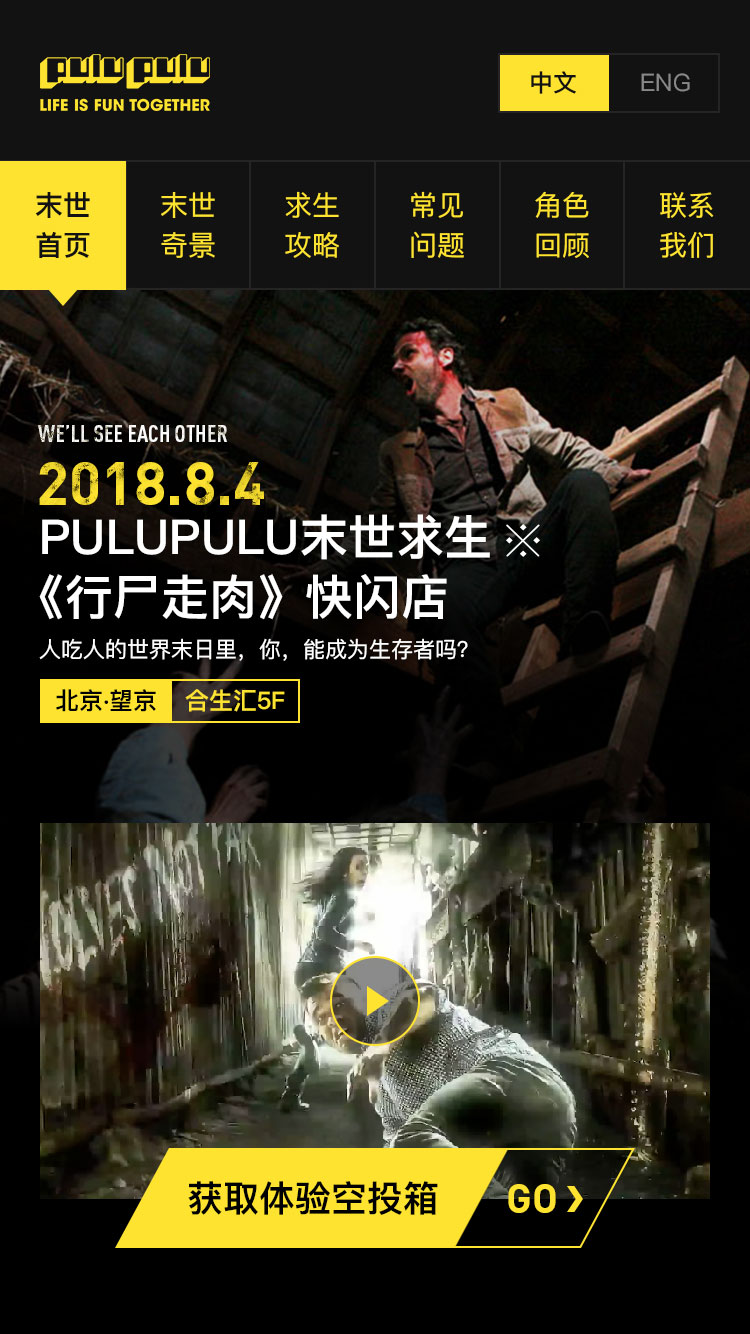 pulu pulu
LIFE IS FUN TOGETHER
中文 ENG
末世首页
末世奇景
求生攻略
常见问题
角色回顾
联系我们
WE'LL SEE EACH OTHER
2018.8.4
PULUPULU末世求生 ※
《行尸走肉》快闪店
人吃人的世界末日里，你，能成为生存者吗?
北京·望京 合生汇5F
获取体验空投箱 GO ❯